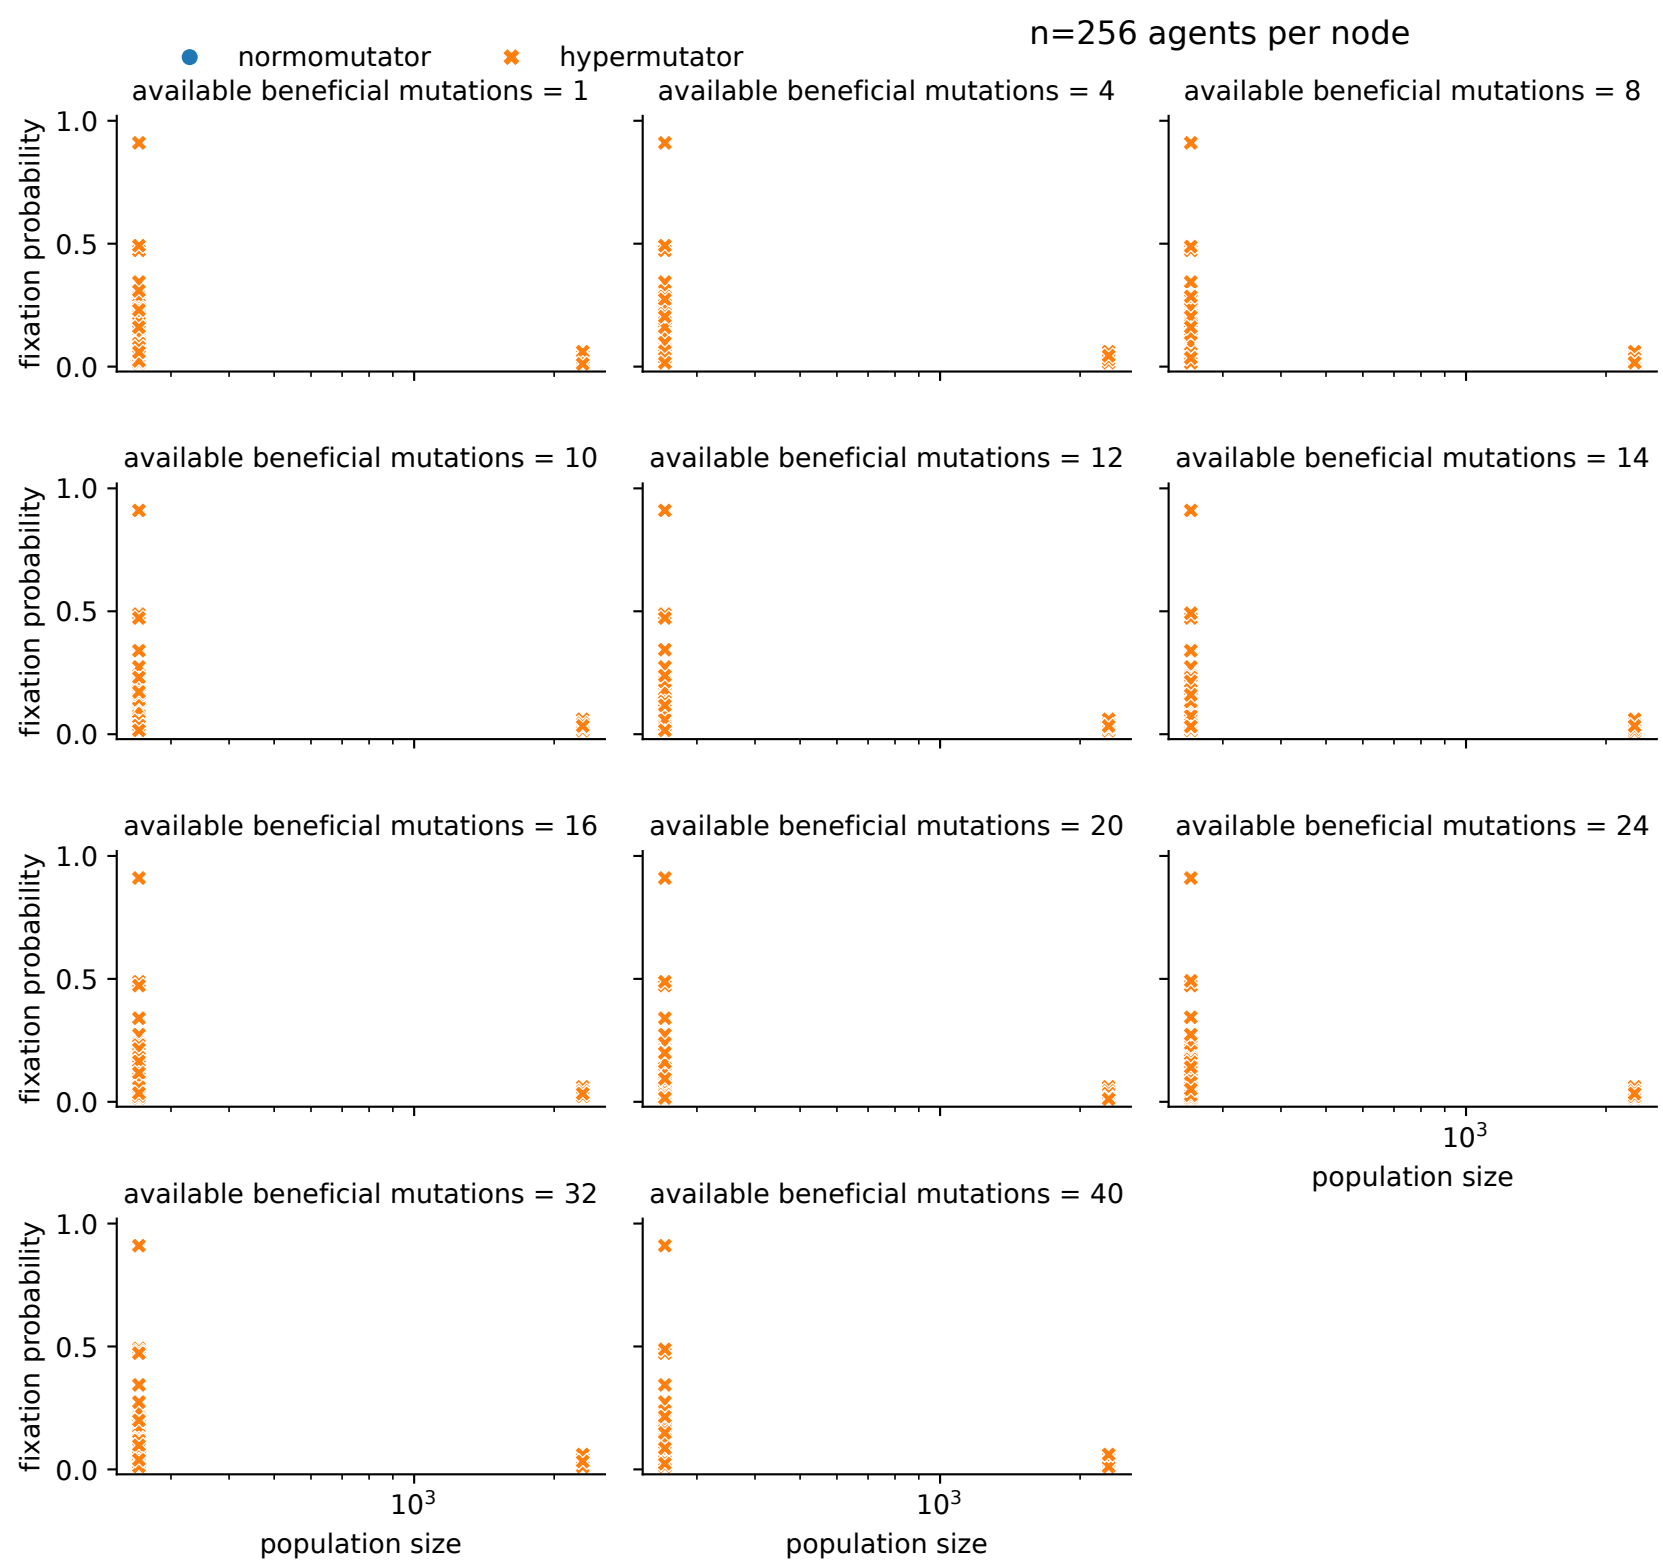 n=256 agents per node
normomutator hypermutator
available beneficial mutations = 1 available beneficial mutations = 4 available beneficial mutations = 8
fixation probability
1.0
0.5
0.0
available beneficial mutations = 10 available beneficial mutations = 12 available beneficial mutations = 14
fixation probability
1.0
0.5
0.0
available beneficial mutations = 16 available beneficial mutations = 20 available beneficial mutations = 24
fixation probability
1.0
0.5
0.0
10³
population size
available beneficial mutations = 32 available beneficial mutations = 40
fixation probability
1.0
0.5
0.0
10³ 10³
population size population size